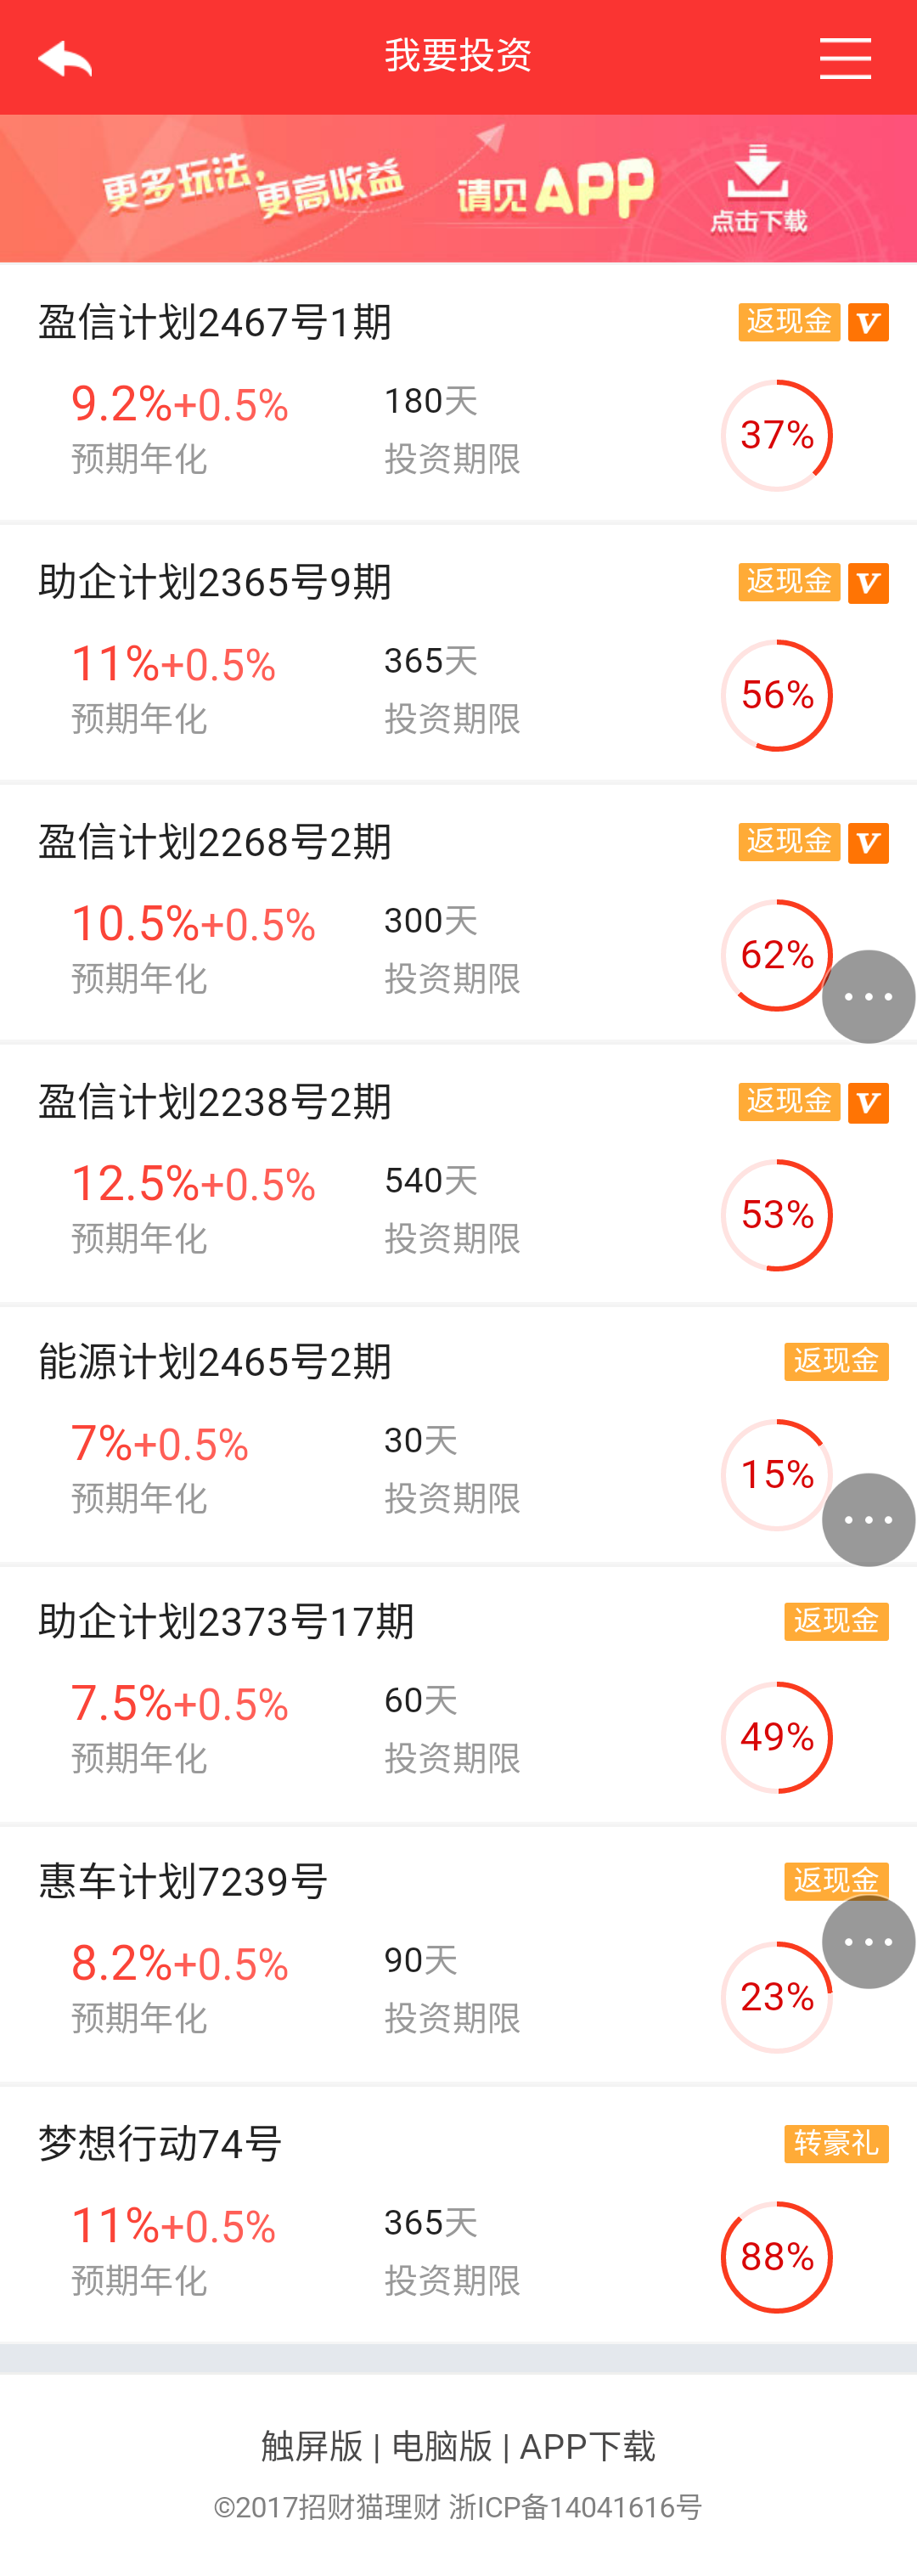 我要投资
更多玩法，更高收益 请见APP
点击下载
盈信计划2467号1期 返现金 V
9.2%+0.5% 180天 37%
预期年化 投资期限
助企计划2365号9期 返现金 V
11%+0.5% 365天 56%
预期年化 投资期限
盈信计划2268号2期 返现金 V
10.5%+0.5% 300天 62%
预期年化 投资期限
盈信计划2238号2期 返现金 V
12.5%+0.5% 540天 53%
预期年化 投资期限
能源计划2465号2期 返现金
7%+0.5% 30天 15%
预期年化 投资期限
助企计划2373号17期 返现金
7.5%+0.5% 60天 49%
预期年化 投资期限
惠车计划7239号 返现金
8.2%+0.5% 90天 23%
预期年化 投资期限
梦想行动74号 转豪礼
11%+0.5% 365天 88%
预期年化 投资期限
触屏版 | 电脑版 | APP下载
©2017招财猫理财 浙ICP备14041616号